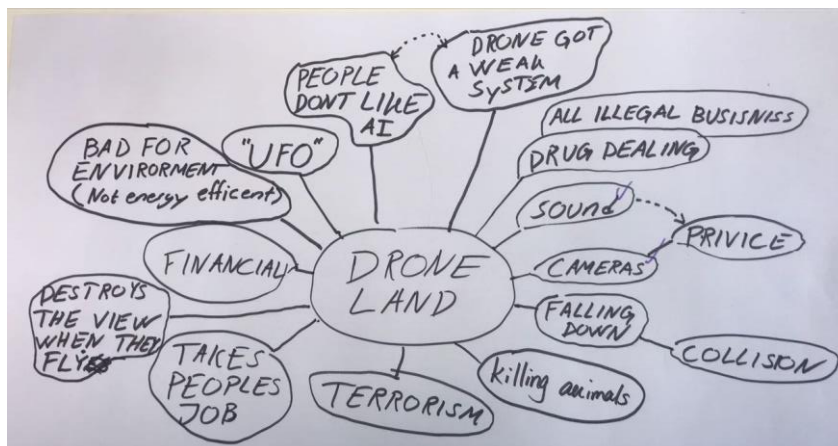 PEOPLE
DONT LIKE
AI
DRONE GOT
A WEAK
SYSTEM
ALL ILLEGAL BUSISNISS
DRUG DEALING
"UFO"
BAD FOR
ENVIRORMENT
(Not energy efficent)
SOUND
PRIVICE
CAMERAS
FINANCIAL
DRONE
LAND
FALLING
DOWN
COLLISION
DESTROYS
THE VIEW
WHEN THEY
FLY
TAKES
PEOPLES
JOB
TERRORISM
killing animals